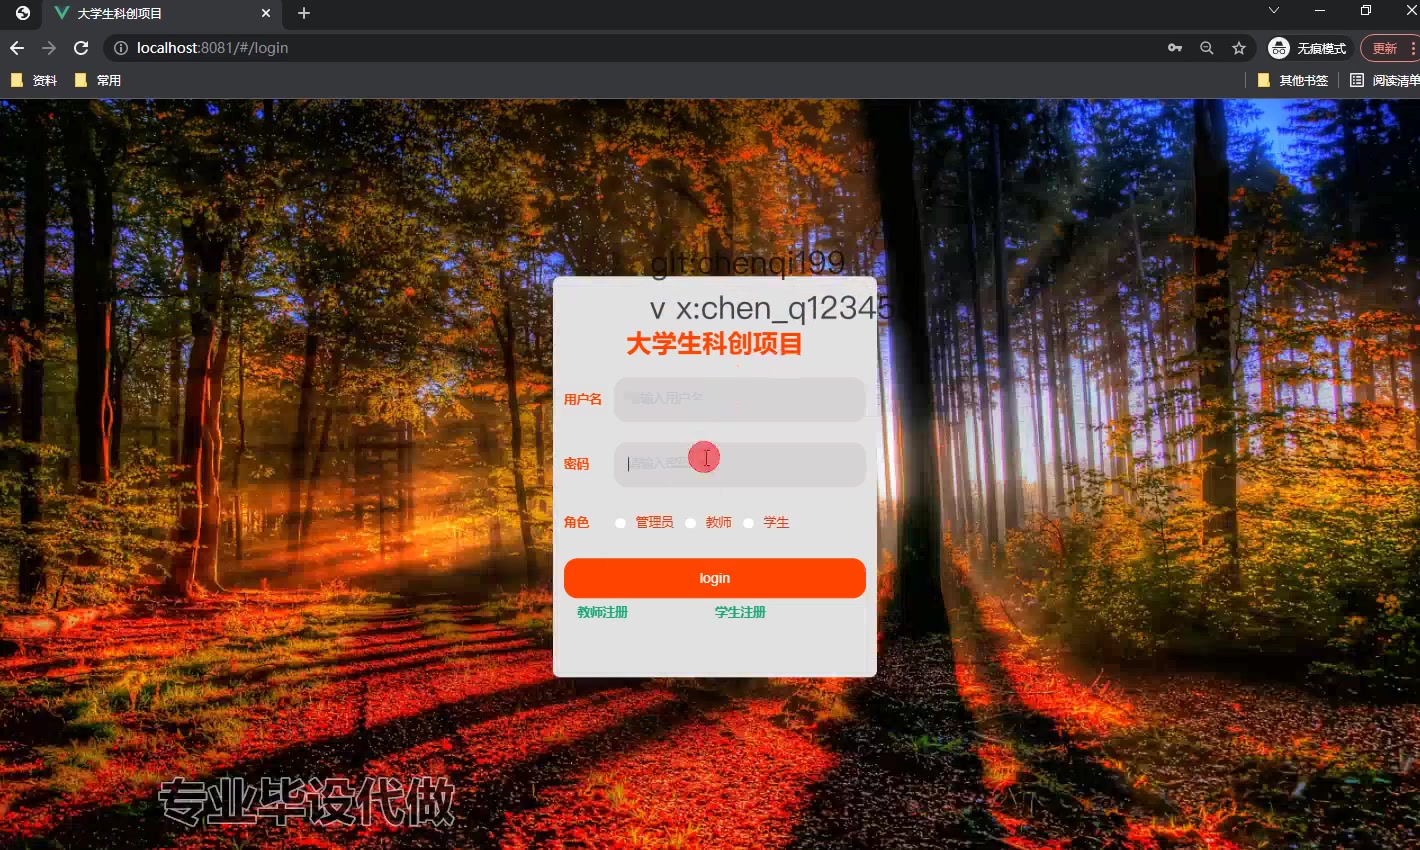 大学生科创项目
localhost:8081/#/login
无痕模式
更新
资料
常用
其他书签
阅读清单
git:chenqi199
v x:chen_q12345
大学生科创项目
用户名
请输入用户名
密码
请输入密码
角色 管理员 教师 学生
login
教师注册 学生注册
专业毕设代做